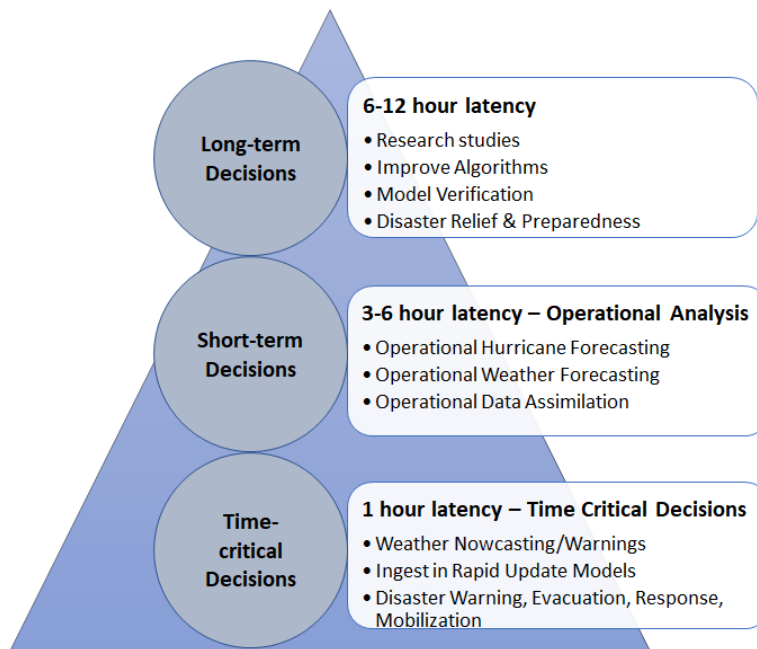 Long-term
Decisions
6-12 hour latency
• Research studies
• Improve Algorithms
• Model Verification
• Disaster Relief & Preparedness
Short-term
Decisions
3-6 hour latency – Operational Analysis
• Operational Hurricane Forecasting
• Operational Weather Forecasting
• Operational Data Assimilation
Time-
critical
Decisions
1 hour latency – Time Critical Decisions
• Weather Nowcasting/Warnings
• Ingest in Rapid Update Models
• Disaster Warning, Evacuation, Response,
Mobilization